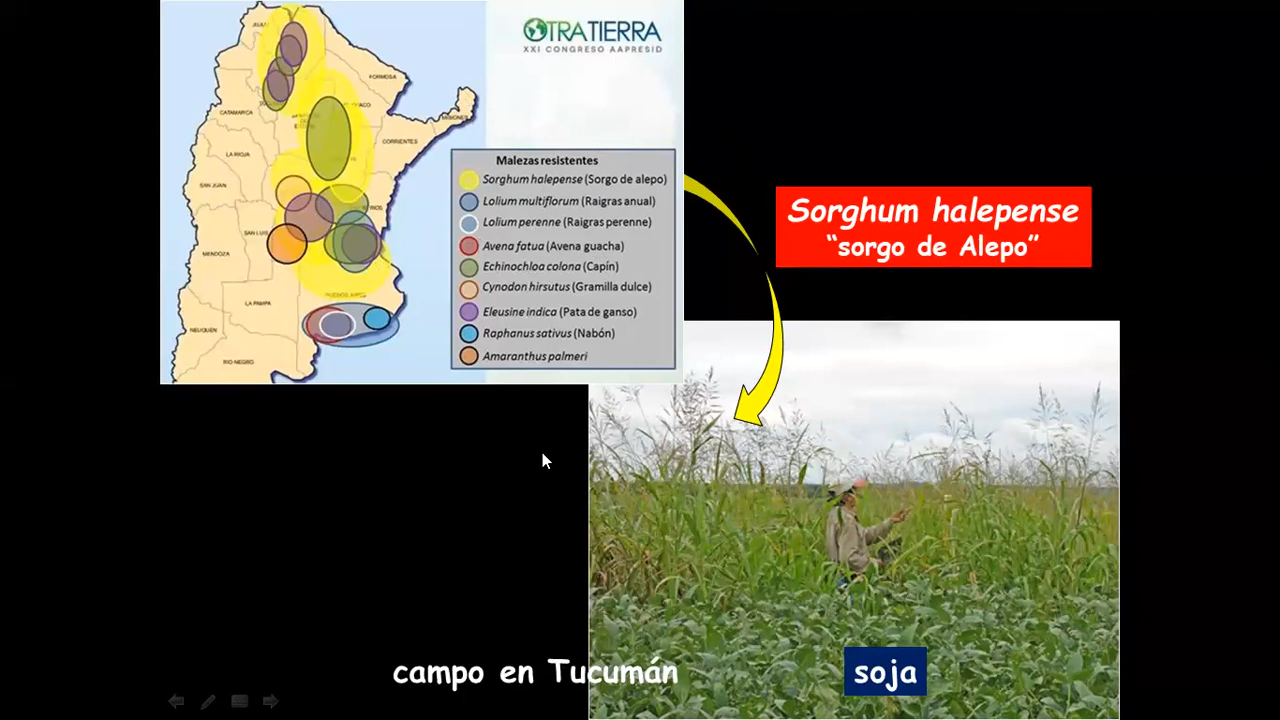 OTRATIERRA
XXI CONGRESO AAPRESID
JUJUY
FORMOSA
CATAMARCA
MISIONES
CORRIENTES
LA RIOJA
SAN JUAN
SAN LUIS
MENDOZA
BUENOS AIRES
LA PAMPA
NEUQUEN
RIO NEGRO
Malezas resistentes
Sorghum halepense (Sorgo de alepo)
Lolium multiflorum (Raigras anual)
Lolium perenne (Raigras perenne)
Avena fatua (Avena guacha)
Echinochloa colona (Capín)
Cynodon hirsutus (Gramilla dulce)
Eleusine indica (Pata de ganso)
Raphanus sativus (Nabón)
Amaranthus palmeri
Sorghum halepense
“sorgo de Alepo”
campo en Tucumán
soja